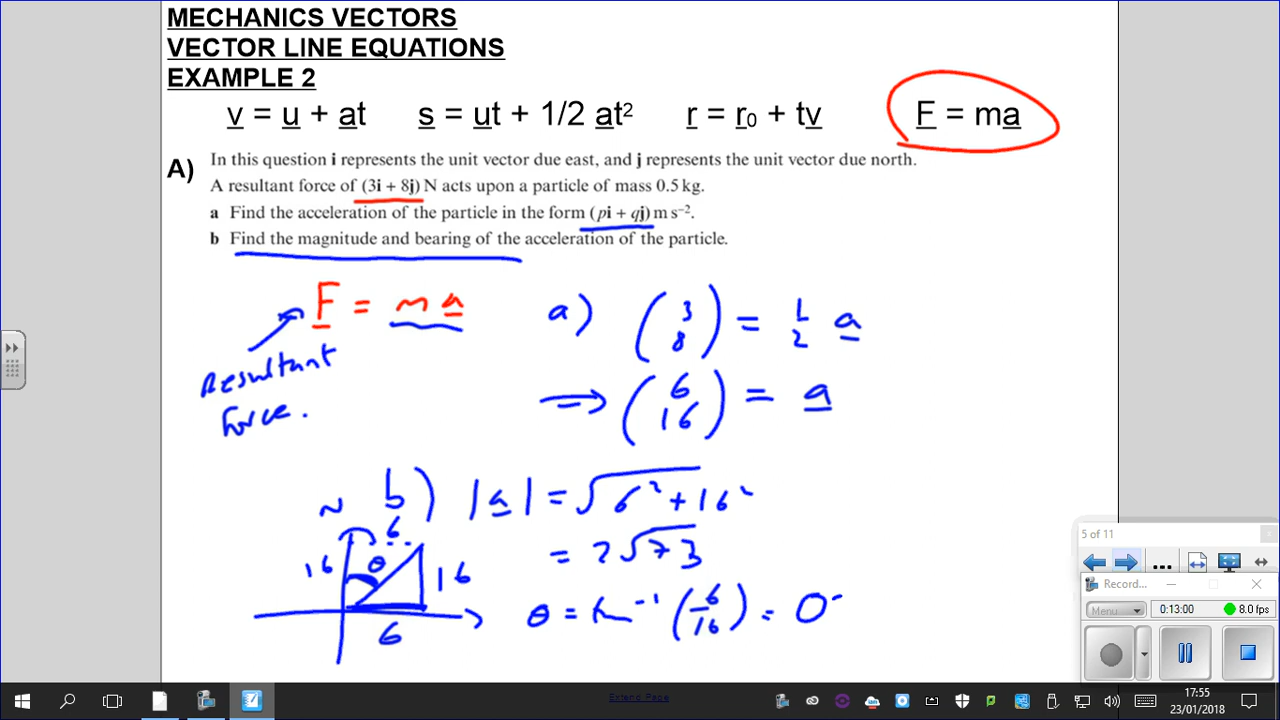 MECHANICS VECTORS
VECTOR LINE EQUATIONS
EXAMPLE 2
v = u + at s = ut + 1/2 at² r = r₀ + tv F = ma
A) In this question i represents the unit vector due east, and j represents the unit vector due north.
A resultant force of (3i + 8j) N acts upon a particle of mass 0.5 kg.
a Find the acceleration of the particle in the form (pi + qj) m s⁻².
b Find the magnitude and bearing of the acceleration of the particle.
F = m a
Resultant
Force.
a) (3 8) = 1/2 a
=> (6 16) = a
N b) |a| = √6² + 16²
= 2√73
6
16 θ 16
6
θ = tan⁻¹ (6/16) = 0
5 of 11
...
Record...
Menu 0:13:00 8.0 fps
Extend Page
17:55
23/01/2018